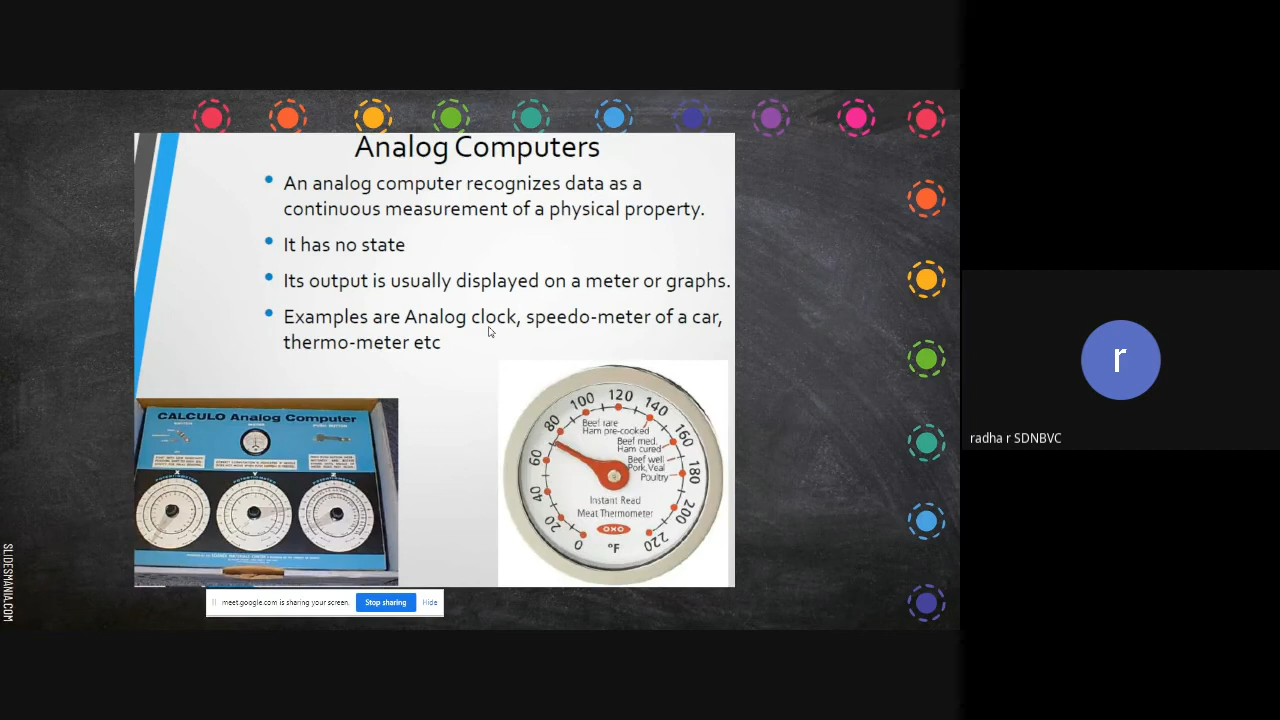 Analog Computers
An analog computer recognizes data as a
continuous measurement of a physical property.
It has no state
Its output is usually displayed on a meter or graphs.
Examples are Analog clock, speedo-meter of a car,
thermo-meter etc
CALCULO Analog Computer
0
20
40
60
80
100
120
140
160
180
200
220
Beef rare
Ham pre-cooked
Beef med.
Ham cured
Beef well
Pork,Veal
Poultry
Instant Read
Meat Thermometer
OXO
°F
meet.google.com is sharing your screen.
Stop sharing
Hide
SLIDESMANIA.COM
r
radha r SDNBVC